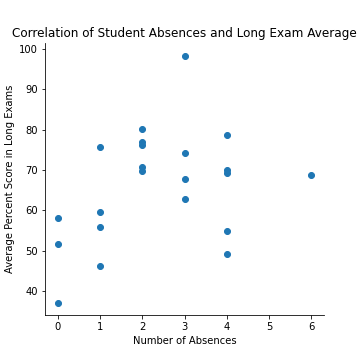 Correlation of Student Absences and Long Exam Average
100
90
80
70
60
50
40
Average Percent Score in Long Exams
0 1 2 3 4 5 6
Number of Absences